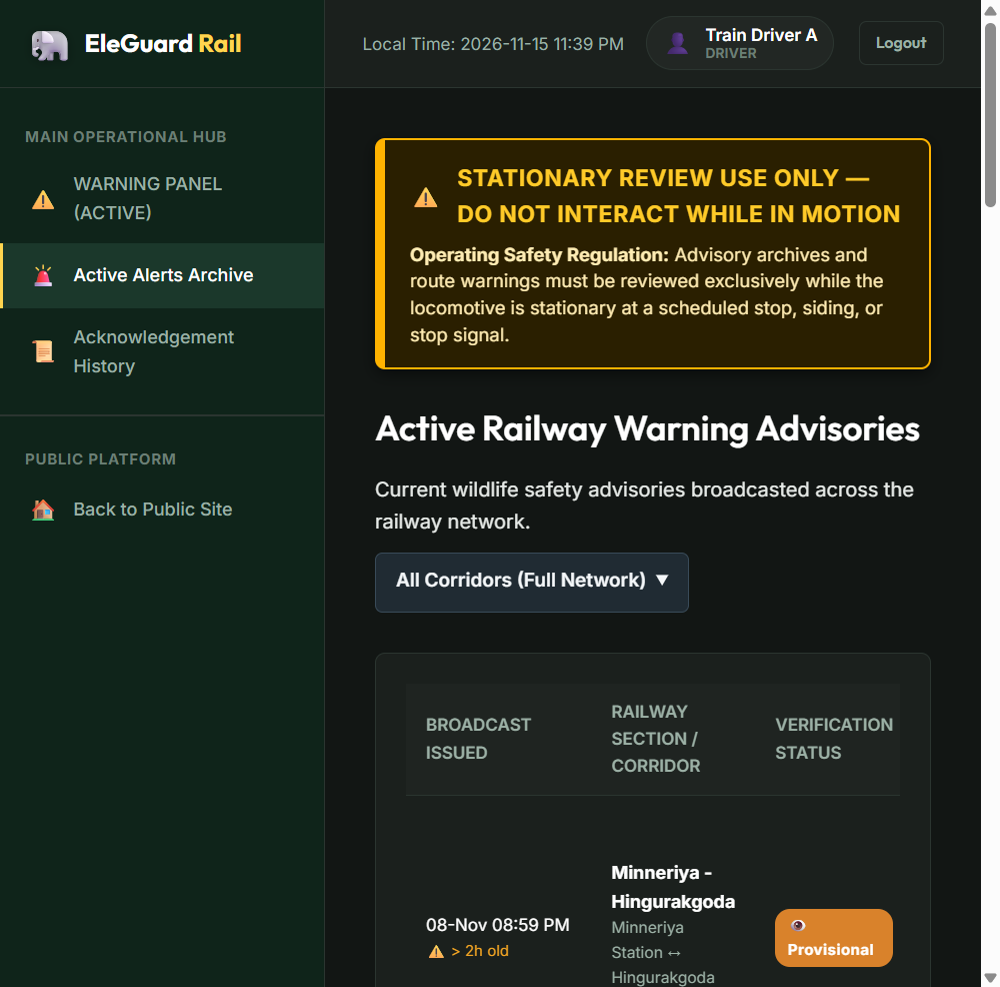 EleGuard Rail
Local Time: 2026-11-15 11:39 PM
Train Driver A
DRIVER
Logout
MAIN OPERATIONAL HUB
WARNING PANEL
(ACTIVE)
Active Alerts Archive
Acknowledgement
History
PUBLIC PLATFORM
Back to Public Site
STATIONARY REVIEW USE ONLY —
DO NOT INTERACT WHILE IN MOTION
Operating Safety Regulation: Advisory archives and
route warnings must be reviewed exclusively while the
locomotive is stationary at a scheduled stop, siding, or
stop signal.
Active Railway Warning Advisories
Current wildlife safety advisories broadcasted across the
railway network.
All Corridors (Full Network) ▼
BROADCAST
ISSUED
RAILWAY
SECTION /
CORRIDOR
VERIFICATION
STATUS
08-Nov 08:59 PM
> 2h old
Minneriya -
Hingurakgoda
Minneriya
Station ↔
Hingurakgoda
Provisional